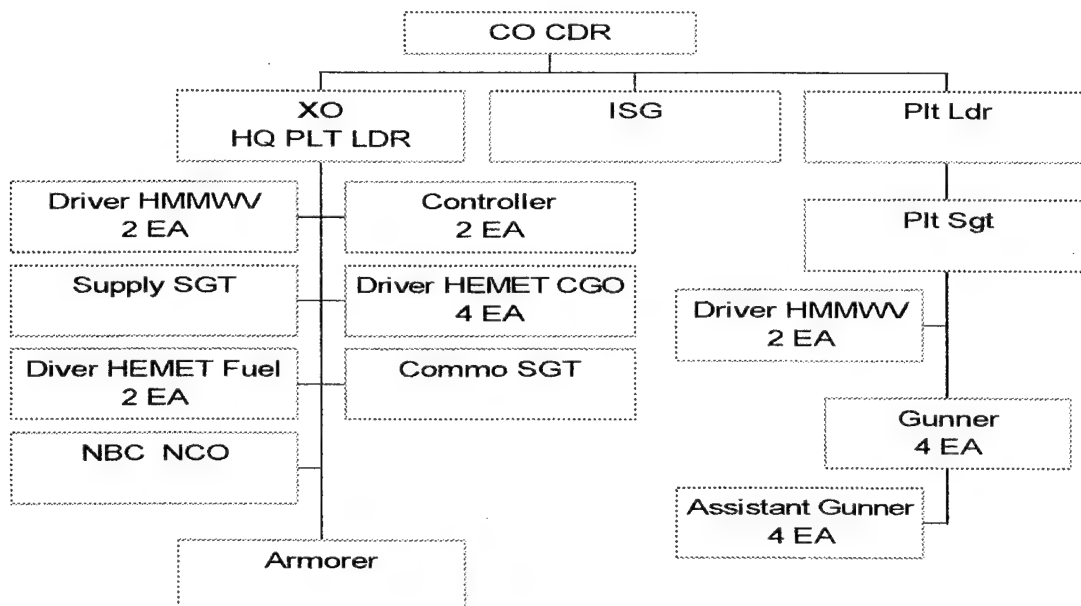 CO CDR
XO
HQ PLT LDR
ISG
Plt Ldr
Driver HMMWV
2 EA
Controller
2 EA
Plt Sgt
Supply SGT
Driver HEMET CGO
4 EA
Driver HMMWV
2 EA
Diver HEMET Fuel
2 EA
Commo SGT
Gunner
4 EA
NBC NCO
Assistant Gunner
4 EA
Armorer